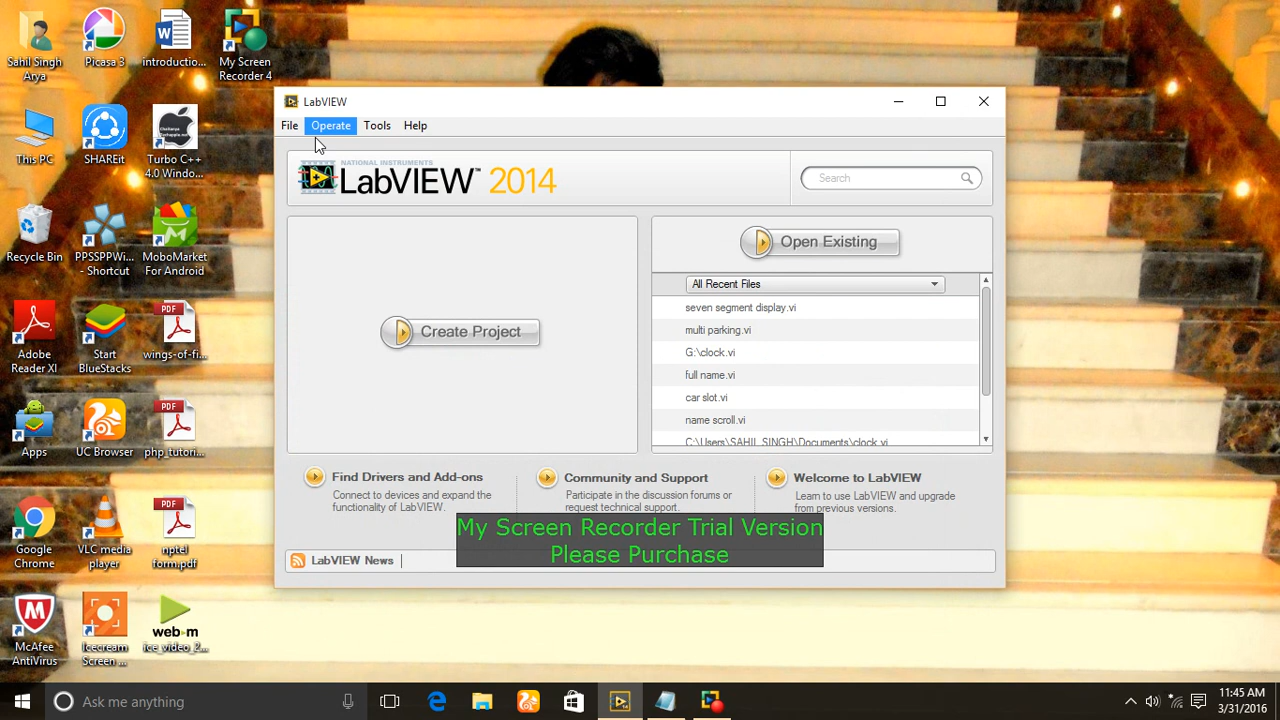 Sahil Singh
Arya
Picasa 3
introductio...
My Screen
Recorder 4
This PC
SHAREit
Turbo C++
4.0 Windo...
Recycle Bin
PPSSPPWi...
- Shortcut
MoboMarket
For Android
Adobe
Reader XI
Start
BlueStacks
PDF
wings-of-fi...
Apps
UC Browser
PDF
php_tutori...
Google
Chrome
VLC media
player
PDF
nptel
form.pdf
McAfee
AntiVirus
Icecream
Screen ...
web-m
ice_video_2...
LabVIEW
File Operate Tools Help
NATIONAL INSTRUMENTS
LabVIEW™ 2014
Search
Create Project
Open Existing
All Recent Files
seven segment display.vi
multi parking.vi
G:\clock.vi
full name.vi
car slot.vi
name scroll.vi
C:\Users\SAHIL SINGH\Documents\clock.vi
Find Drivers and Add-ons
Connect to devices and expand the
functionality of LabVIEW.
Community and Support
Participate in the discussion forums or
request technical support.
Welcome to LabVIEW
Learn to use LabVIEW and upgrade
from previous versions.
My Screen Recorder Trial Version
Please Purchase
LabVIEW News
Ask me anything
11:45 AM
3/31/2016